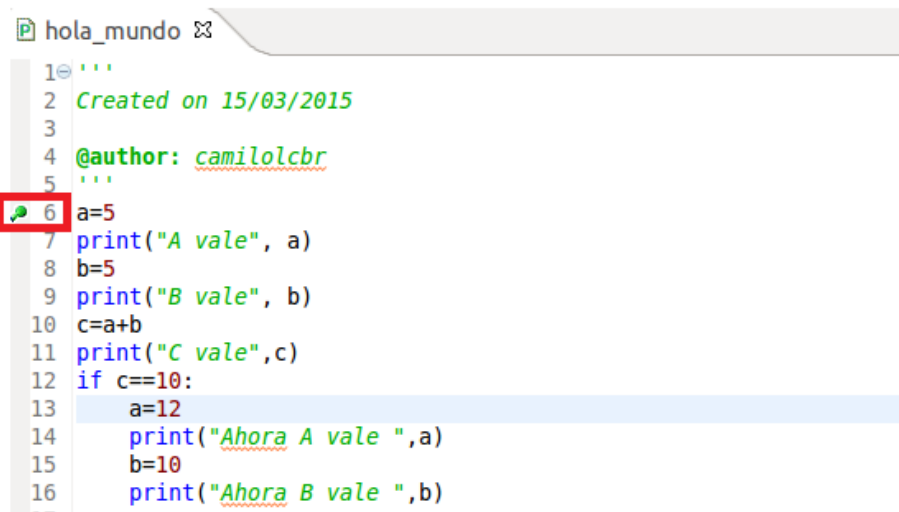 hola_mundo
1 '''
2 Created on 15/03/2015
3
4 @author: camilolcbr
5 '''
6 a=5
7 print("A vale", a)
8 b=5
9 print("B vale", b)
10 c=a+b
11 print("C vale",c)
12 if c==10:
13     a=12
14     print("Ahora A vale ",a)
15     b=10
16     print("Ahora B vale ",b)